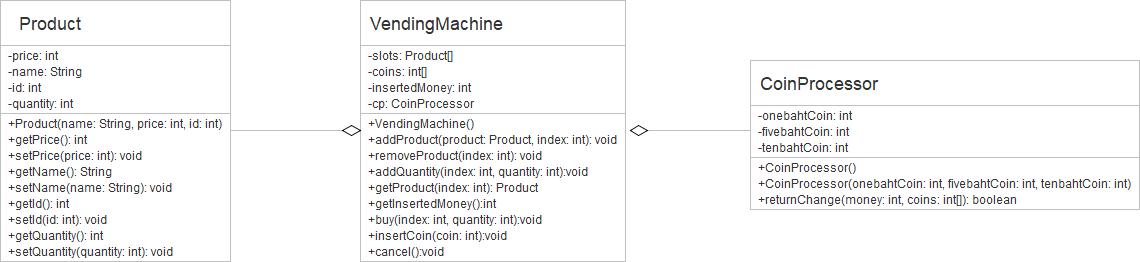 Product
-price: int
-name: String
-id: int
-quantity: int
+Product(name: String, price: int, id: int)
+getPrice(): int
+setPrice(price: int): void
+getName(): String
+setName(name: String): void
+getId(): int
+setId(id: int): void
+getQuantity(): int
+setQuantity(quantity: int): void
VendingMachine
-slots: Product[]
-coins: int[]
-insertedMoney: int
-cp: CoinProcessor
+VendingMachine()
+addProduct(product: Product, index: int): void
+removeProduct(index: int): void
+addQuantity(index: int, quantity: int):void
+getProduct(index: int): Product
+getInsertedMoney():int
+buy(index: int, quantity: int):void
+insertCoin(coin: int):void
+cancel():void
CoinProcessor
-onebahtCoin: int
-fivebahtCoin: int
-tenbahtCoin: int
+CoinProcessor()
+CoinProcessor(onebahtCoin: int, fivebahtCoin: int, tenbahtCoin: int)
+returnChange(money: int, coins: int[]): boolean